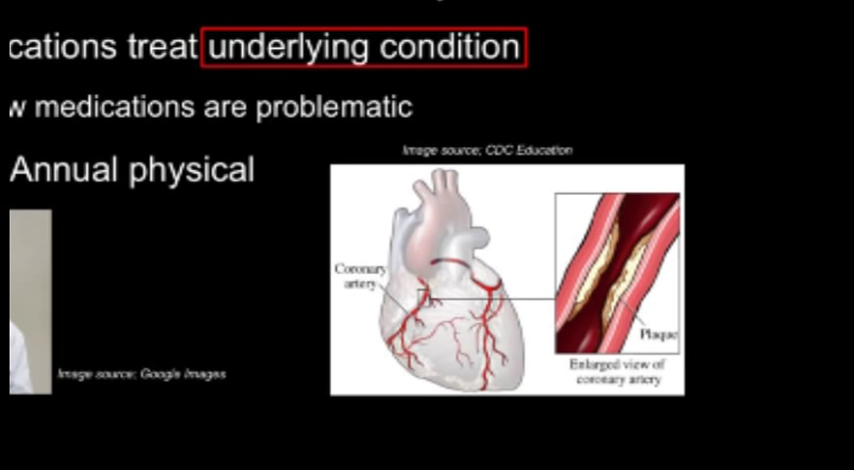 cations treat underlying condition
w medications are problematic
Image source; CDC Education
Annual physical
Coronary
artery
Plaque
Enlarged view of
coronary artery
Image source; Google Images